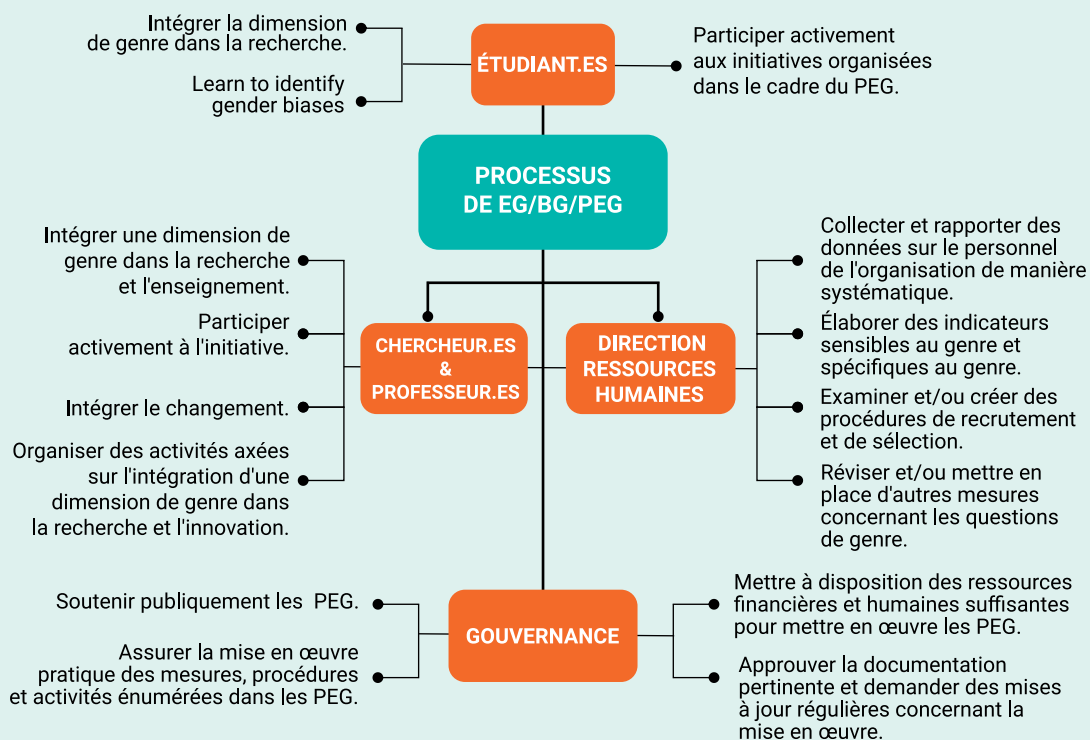 Intégrer la dimension
de genre dans la recherche.
Learn to identify
gender biases
ÉTUDIANT.ES
Participer activement
aux initiatives organisées
dans le cadre du PEG.
PROCESSUS
DE EG/BG/PEG
Intégrer une dimension de
genre dans la recherche
et l'enseignement.
Participer
activement à l'initiative.
Intégrer le changement.
Organiser des activités axées
sur l'intégration d'une
dimension de genre dans
la recherche et l'innovation.
CHERCHEUR.ES
&
PROFESSEUR.ES
DIRECTION
RESSOURCES
HUMAINES
Collecter et rapporter des
données sur le personnel
de l'organisation de manière
systématique.
Élaborer des indicateurs
sensibles au genre et
spécifiques au genre.
Examiner et/ou créer des
procédures de recrutement
et de sélection.
Réviser et/ou mettre en
place d'autres mesures
concernant les questions
de genre.
Soutenir publiquement les PEG.
Assurer la mise en œuvre
pratique des mesures, procédures
et activités énumérées dans les PEG.
GOUVERNANCE
Mettre à disposition des ressources
financières et humaines suffisantes
pour mettre en œuvre les PEG.
Approuver la documentation
pertinente et demander des mises
à jour régulières concernant la
mise en œuvre.